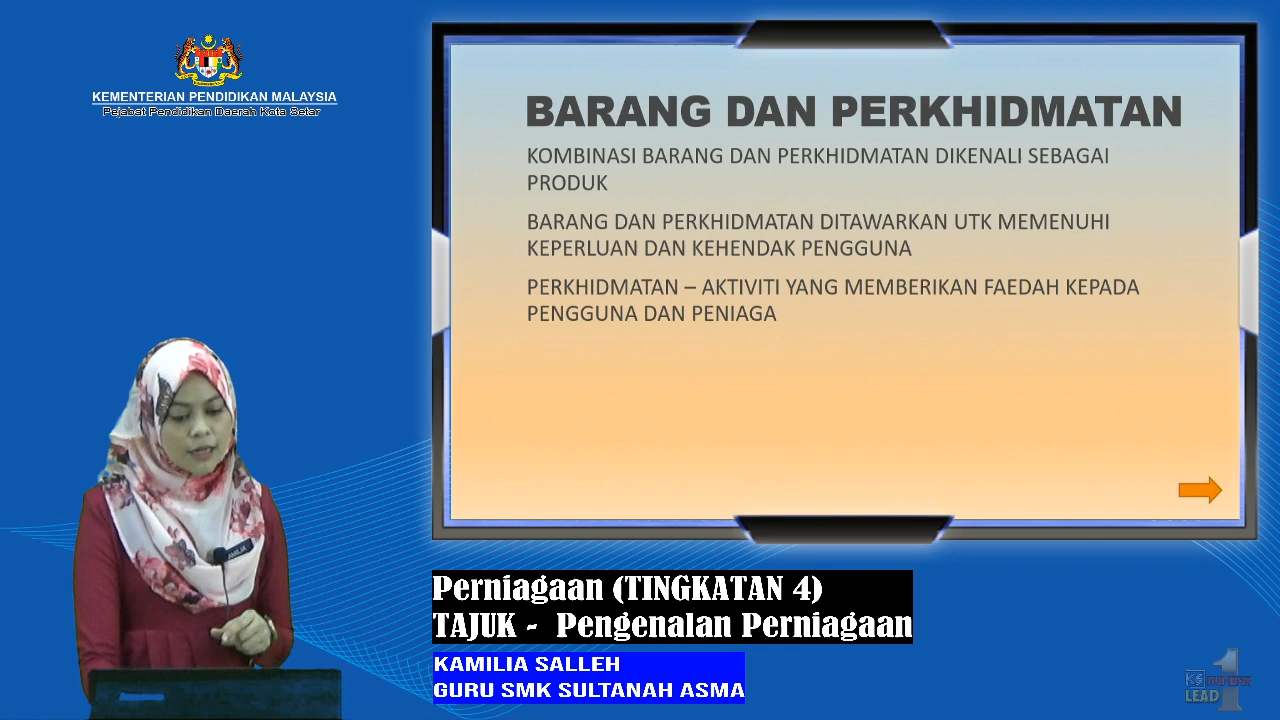 KEMENTERIAN PENDIDIKAN MALAYSIA
Pejabat Pendidikan Daerah Kota Setar
BARANG DAN PERKHIDMATAN
KOMBINASI BARANG DAN PERKHIDMATAN DIKENALI SEBAGAI
PRODUK
BARANG DAN PERKHIDMATAN DITAWARKAN UTK MEMENUHI
KEPERLUAN DAN KEHENDAK PENGGUNA
PERKHIDMATAN – AKTIVITI YANG MEMBERIKAN FAEDAH KEPADA
PENGGUNA DAN PENIAGA
Perniagaan (TINGKATAN 4)
TAJUK - Pengenalan Perniagaan
KAMILIA SALLEH
GURU SMK SULTANAH ASMA
KS
LEAD
1